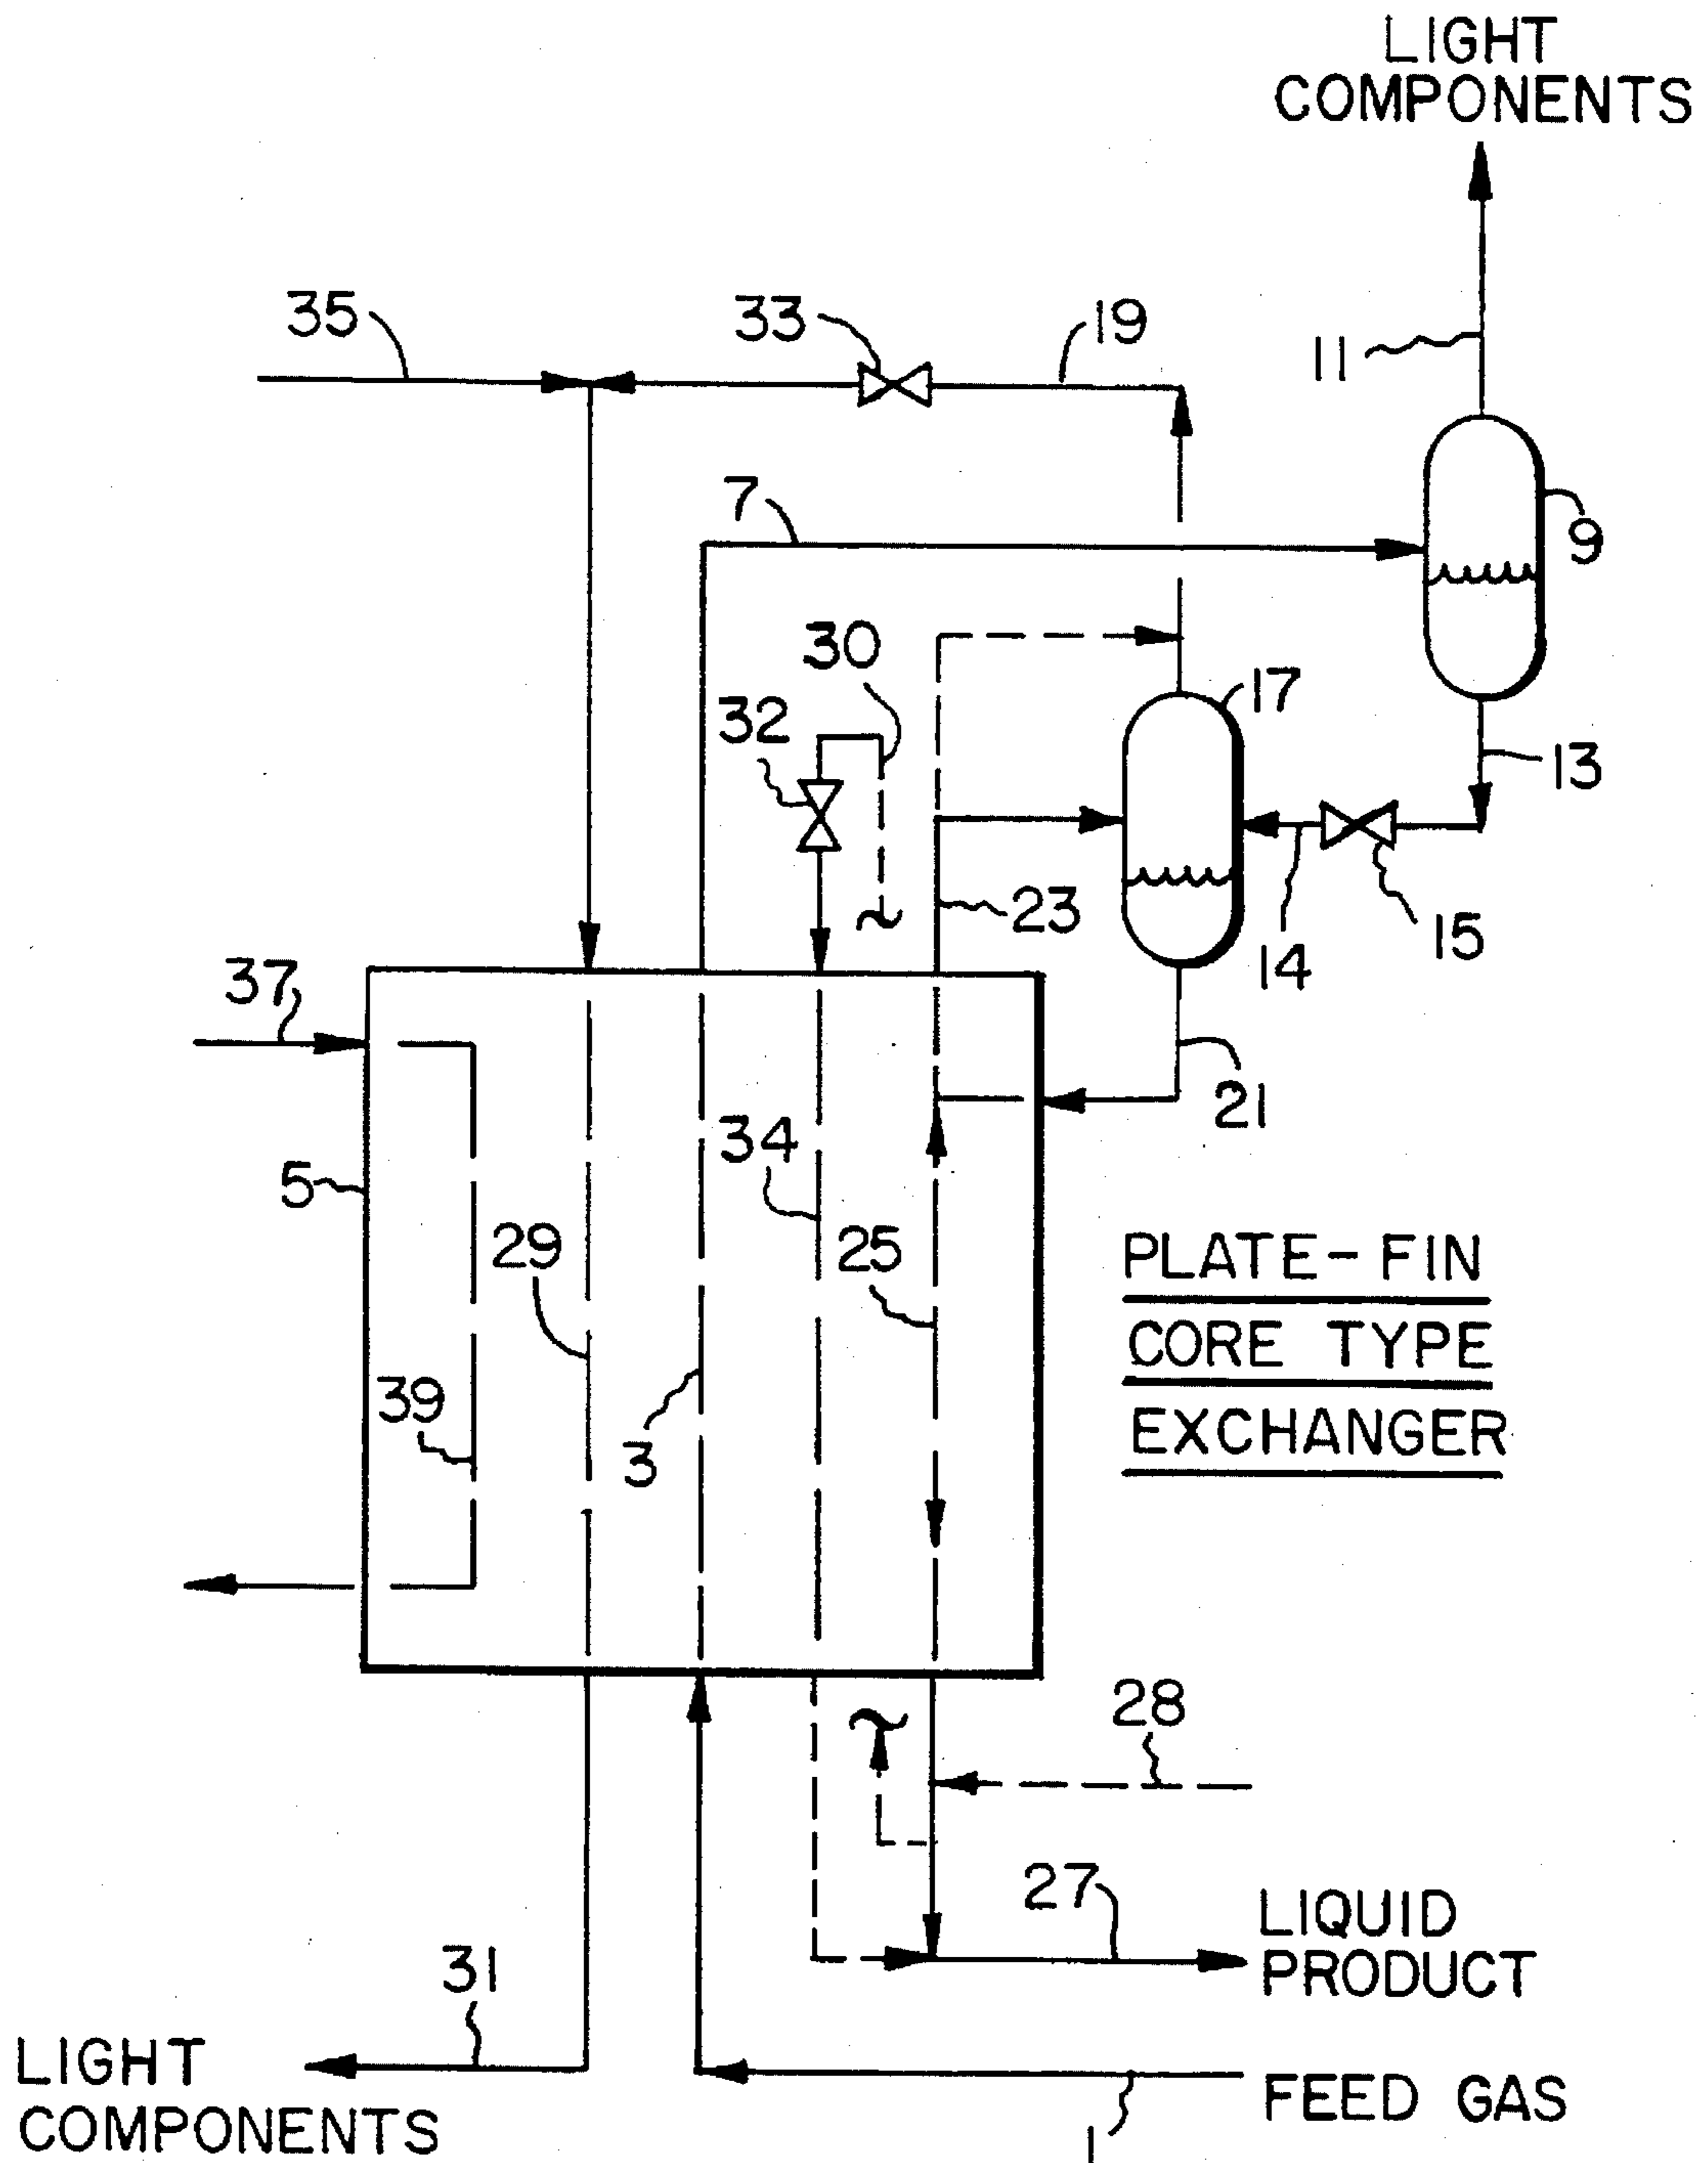 LIGHT
COMPONENTS
35
33
19
11
7
9
30
17
32
13
23
15
14
37
21
34
5
29
25
PLATE-FIN
CORE TYPE
EXCHANGER
39
3
28
27
LIQUID
PRODUCT
31
LIGHT
COMPONENTS
FEED GAS
1